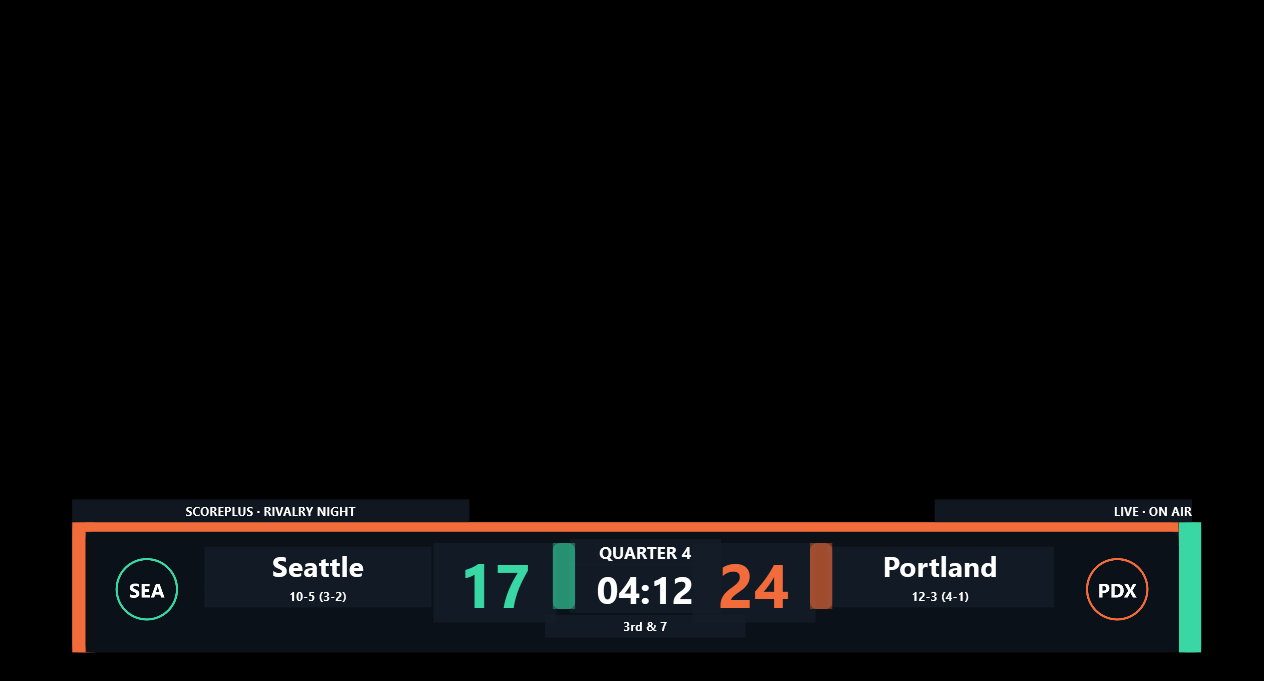 SCOREPLUS · RIVALRY NIGHT
LIVE · ON AIR
SEA
Seattle
10-5 (3-2)
17
QUARTER 4
04:12
3rd & 7
24
Portland
12-3 (4-1)
PDX